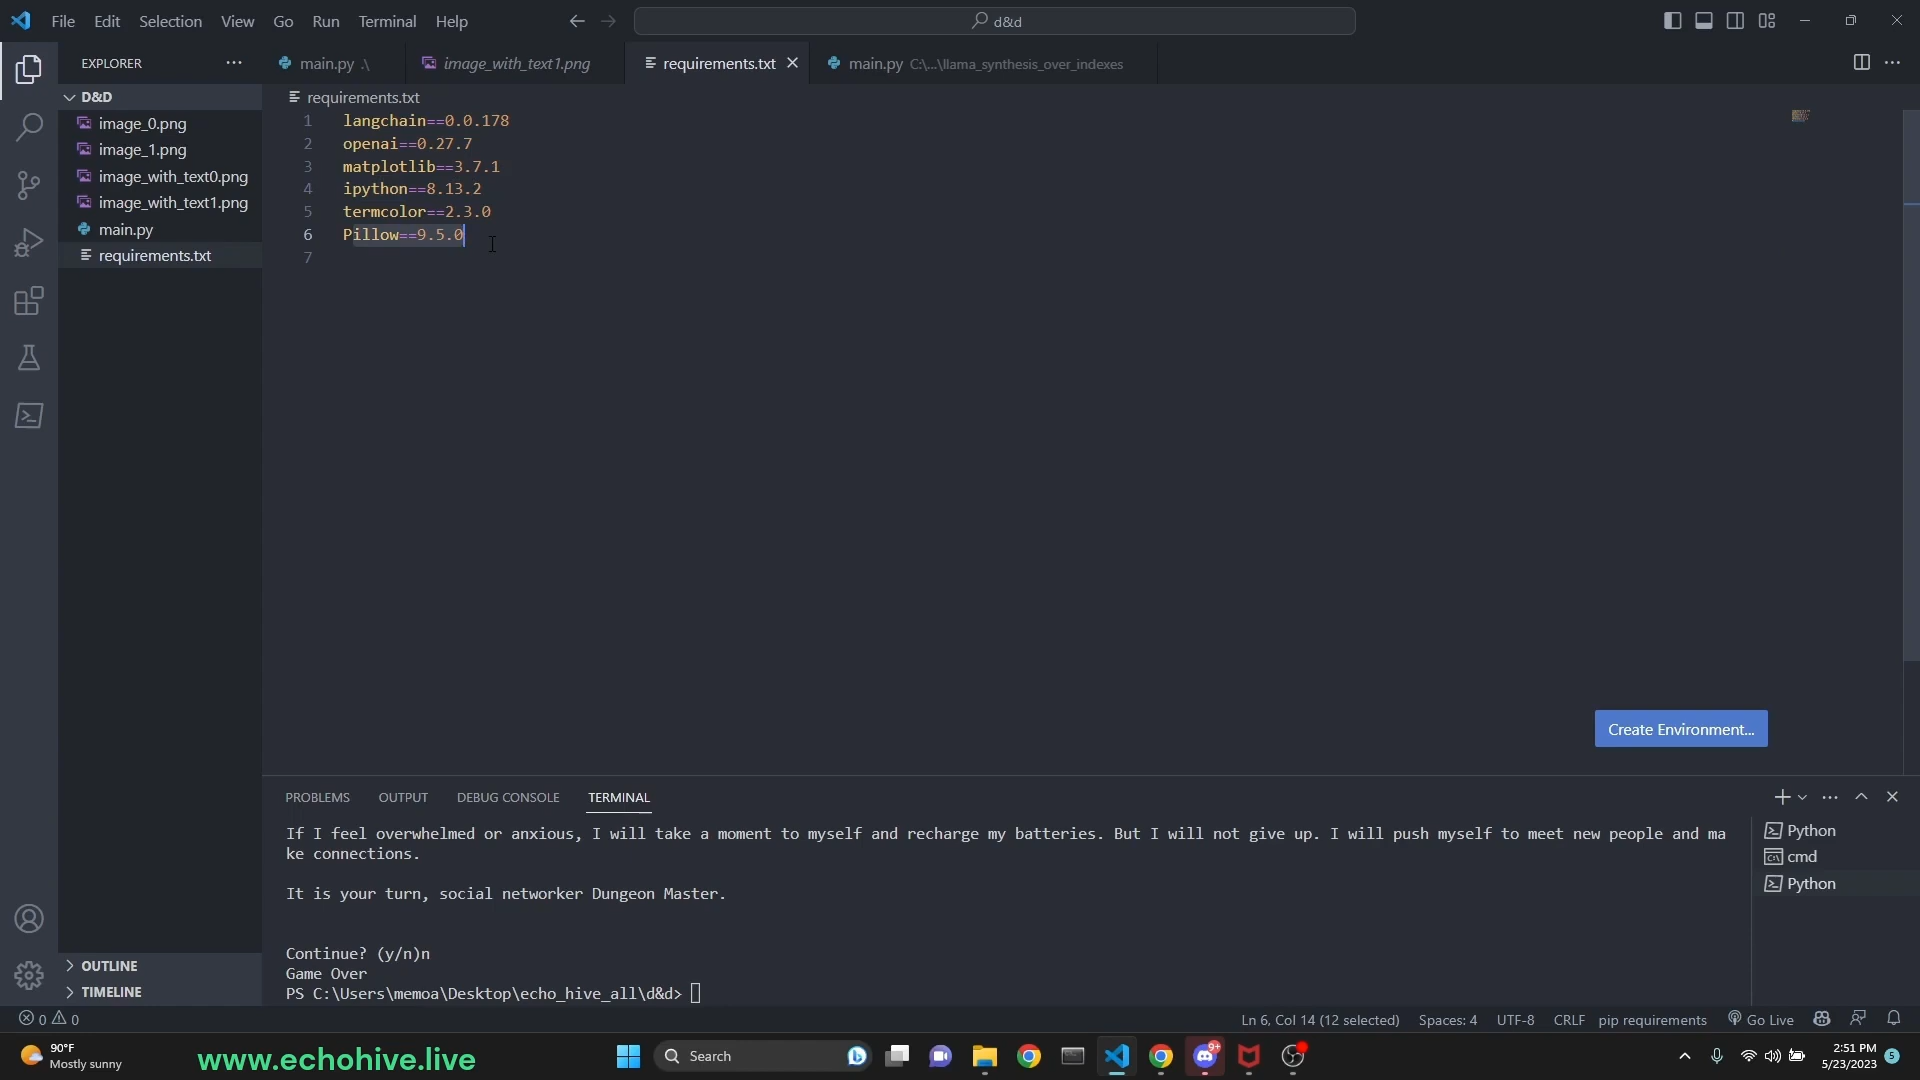 File Edit Selection View Go Run Terminal Help
d&d
EXPLORER
main.py .\
image_with_text1.png
requirements.txt
main.py C:\...\llama_synthesis_over_indexes
D&D
image_0.png
image_1.png
image_with_text0.png
image_with_text1.png
main.py
requirements.txt
requirements.txt
1 langchain==0.0.178
2 openai==0.27.7
3 matplotlib==3.7.1
4 ipython==8.13.2
5 termcolor==2.3.0
6 Pillow==9.5.0
7
Create Environment...
PROBLEMS OUTPUT DEBUG CONSOLE TERMINAL
If I feel overwhelmed or anxious, I will take a moment to myself and recharge my batteries. But I will not give up. I will push myself to meet new people and ma
ke connections.
It is your turn, social networker Dungeon Master.
Continue? (y/n)n
Game Over
PS C:\Users\memoa\Desktop\echo_hive_all\d&d>
Python
cmd
Python
OUTLINE
TIMELINE
0 0
Ln 6, Col 14 (12 selected) Spaces: 4 UTF-8 CRLF pip requirements Go Live
90°F
Mostly sunny
www.echohive.live
Search
9+
2:51 PM
5/23/2023
5